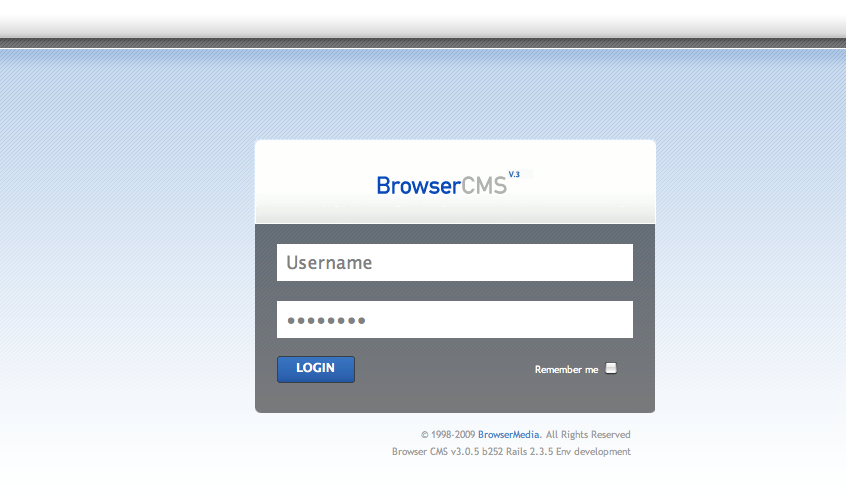 BrowserCMS V.3
Username
••••••••
LOGIN
Remember me
© 1998-2009 BrowserMedia. All Rights Reserved
Browser CMS v3.0.5 b252 Rails 2.3.5 Env development